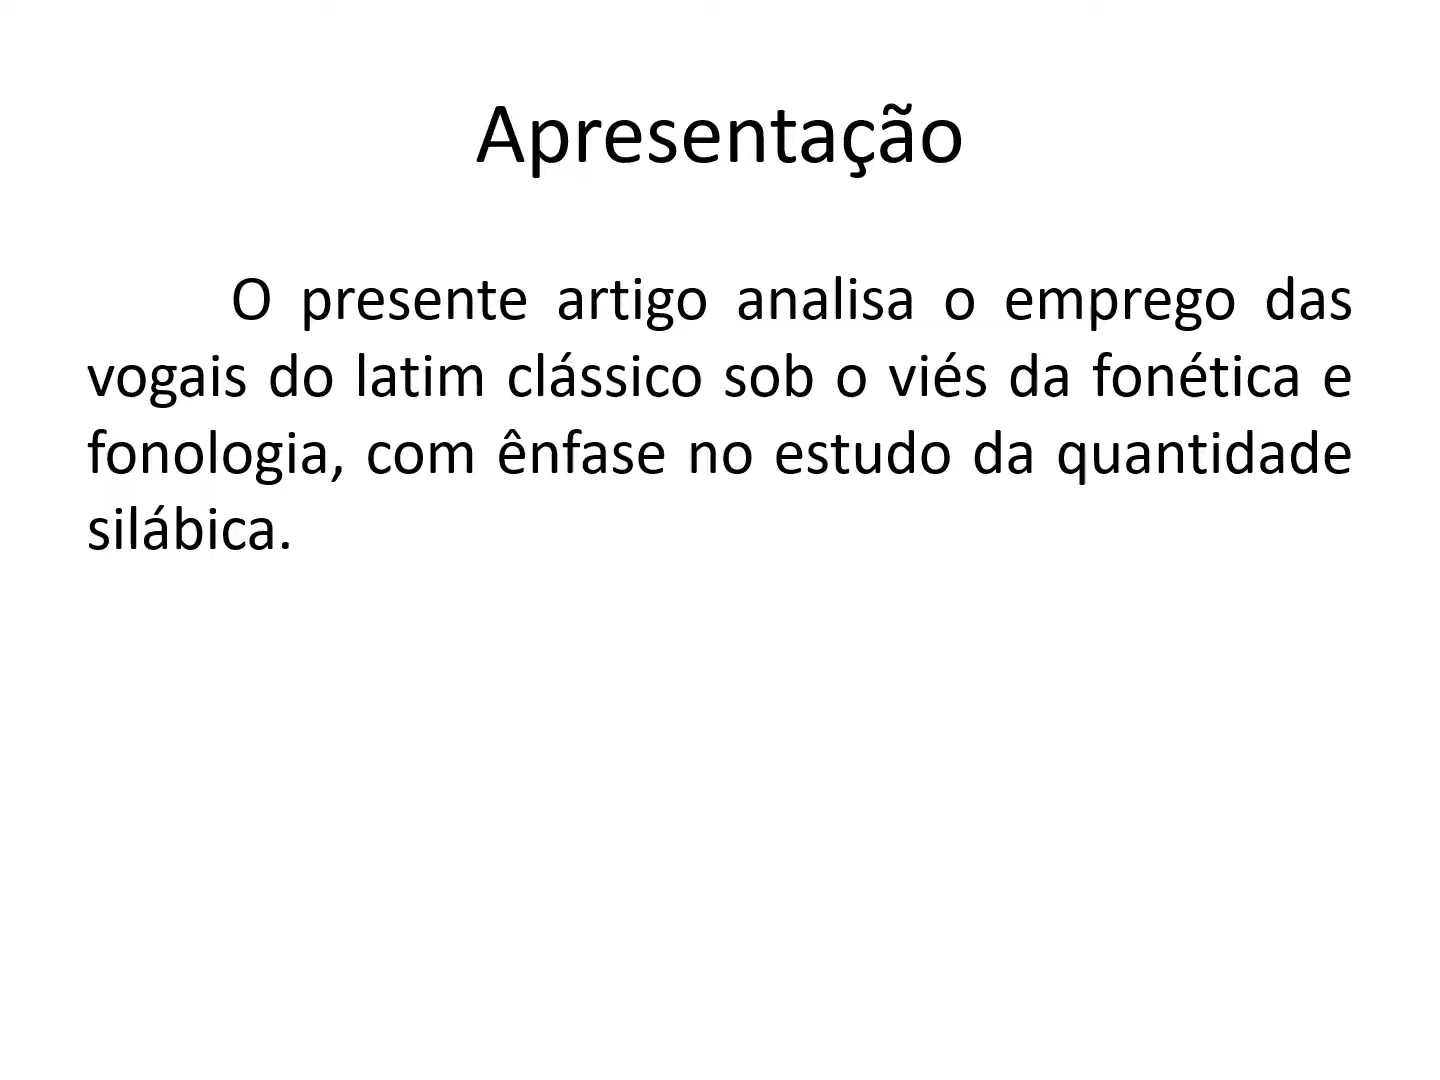 Apresentação
O presente artigo analisa o emprego das
vogais do latim clássico sob o viés da fonética e
fonologia, com ênfase no estudo da quantidade
silábica.